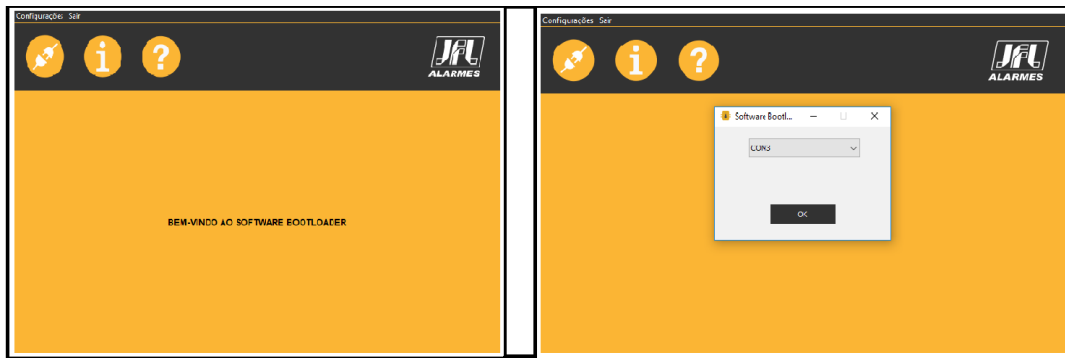 Configurações Sair
JFL
ALARMES
BEM-VINDO AO SOFTWARE BOOTLOADER
Configurações Sair
JFL
ALARMES
Software Bootl...
COM3
OK